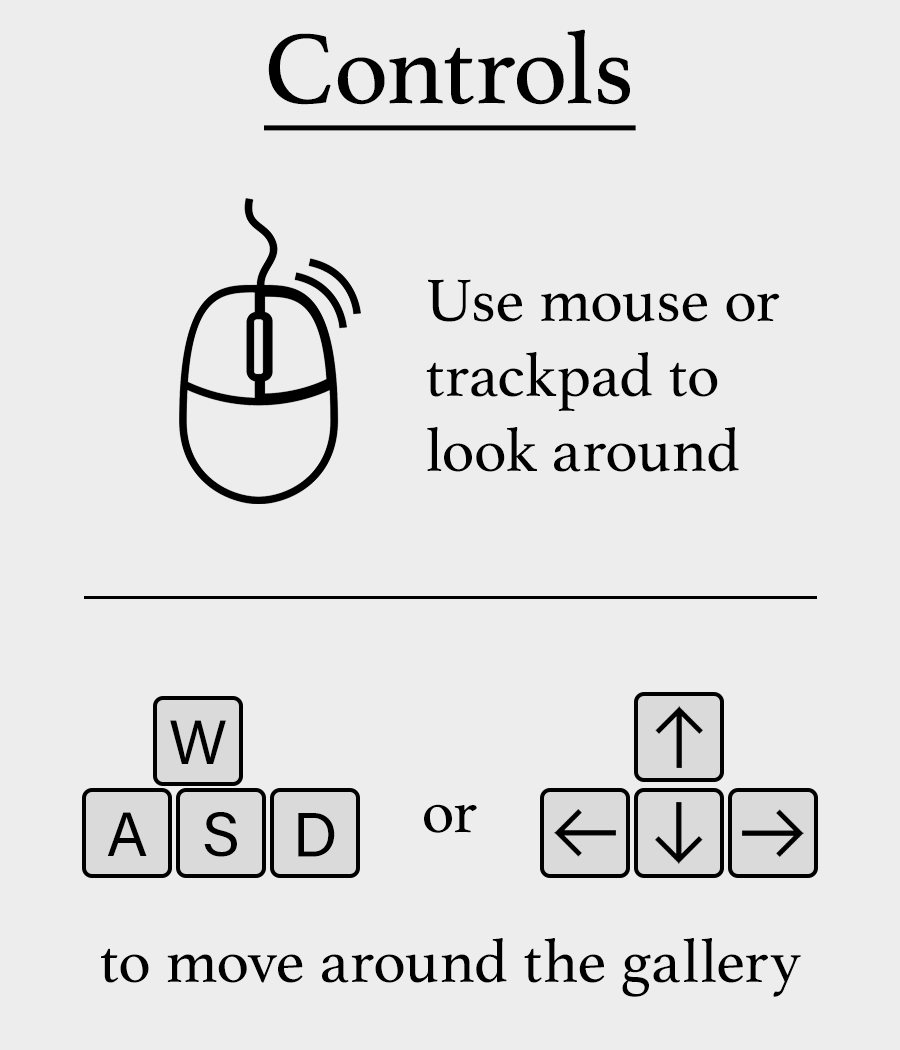 Controls
Use mouse or
trackpad to
look around
W
A S D
or
↑
← ↓ →
to move around the gallery